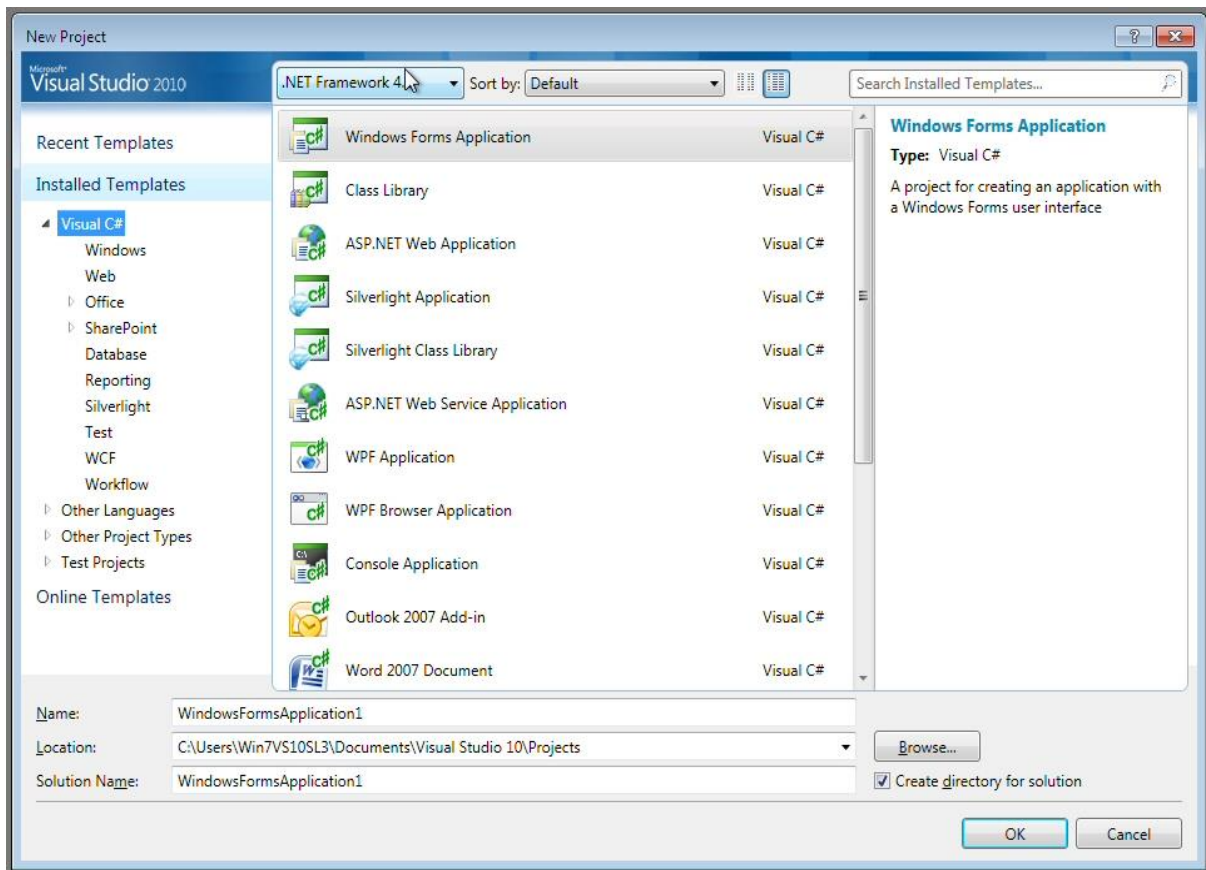 New Project
Microsoft
Visual Studio 2010
.NET Framework 4.
Sort by: Default
Search Installed Templates...
Recent Templates
Installed Templates
Visual C#
Windows
Web
Office
SharePoint
Database
Reporting
Silverlight
Test
WCF
Workflow
Other Languages
Other Project Types
Test Projects
Online Templates
Windows Forms Application Visual C#
Class Library Visual C#
ASP.NET Web Application Visual C#
Silverlight Application Visual C#
Silverlight Class Library Visual C#
ASP.NET Web Service Application Visual C#
WPF Application Visual C#
WPF Browser Application Visual C#
Console Application Visual C#
Outlook 2007 Add-in Visual C#
Word 2007 Document Visual C#
Windows Forms Application
Type: Visual C#
A project for creating an application with
a Windows Forms user interface
Name: WindowsFormsApplication1
Location: C:\Users\Win7VS10SL3\Documents\Visual Studio 10\Projects
Browse...
Solution Name: WindowsFormsApplication1
Create directory for solution
OK Cancel